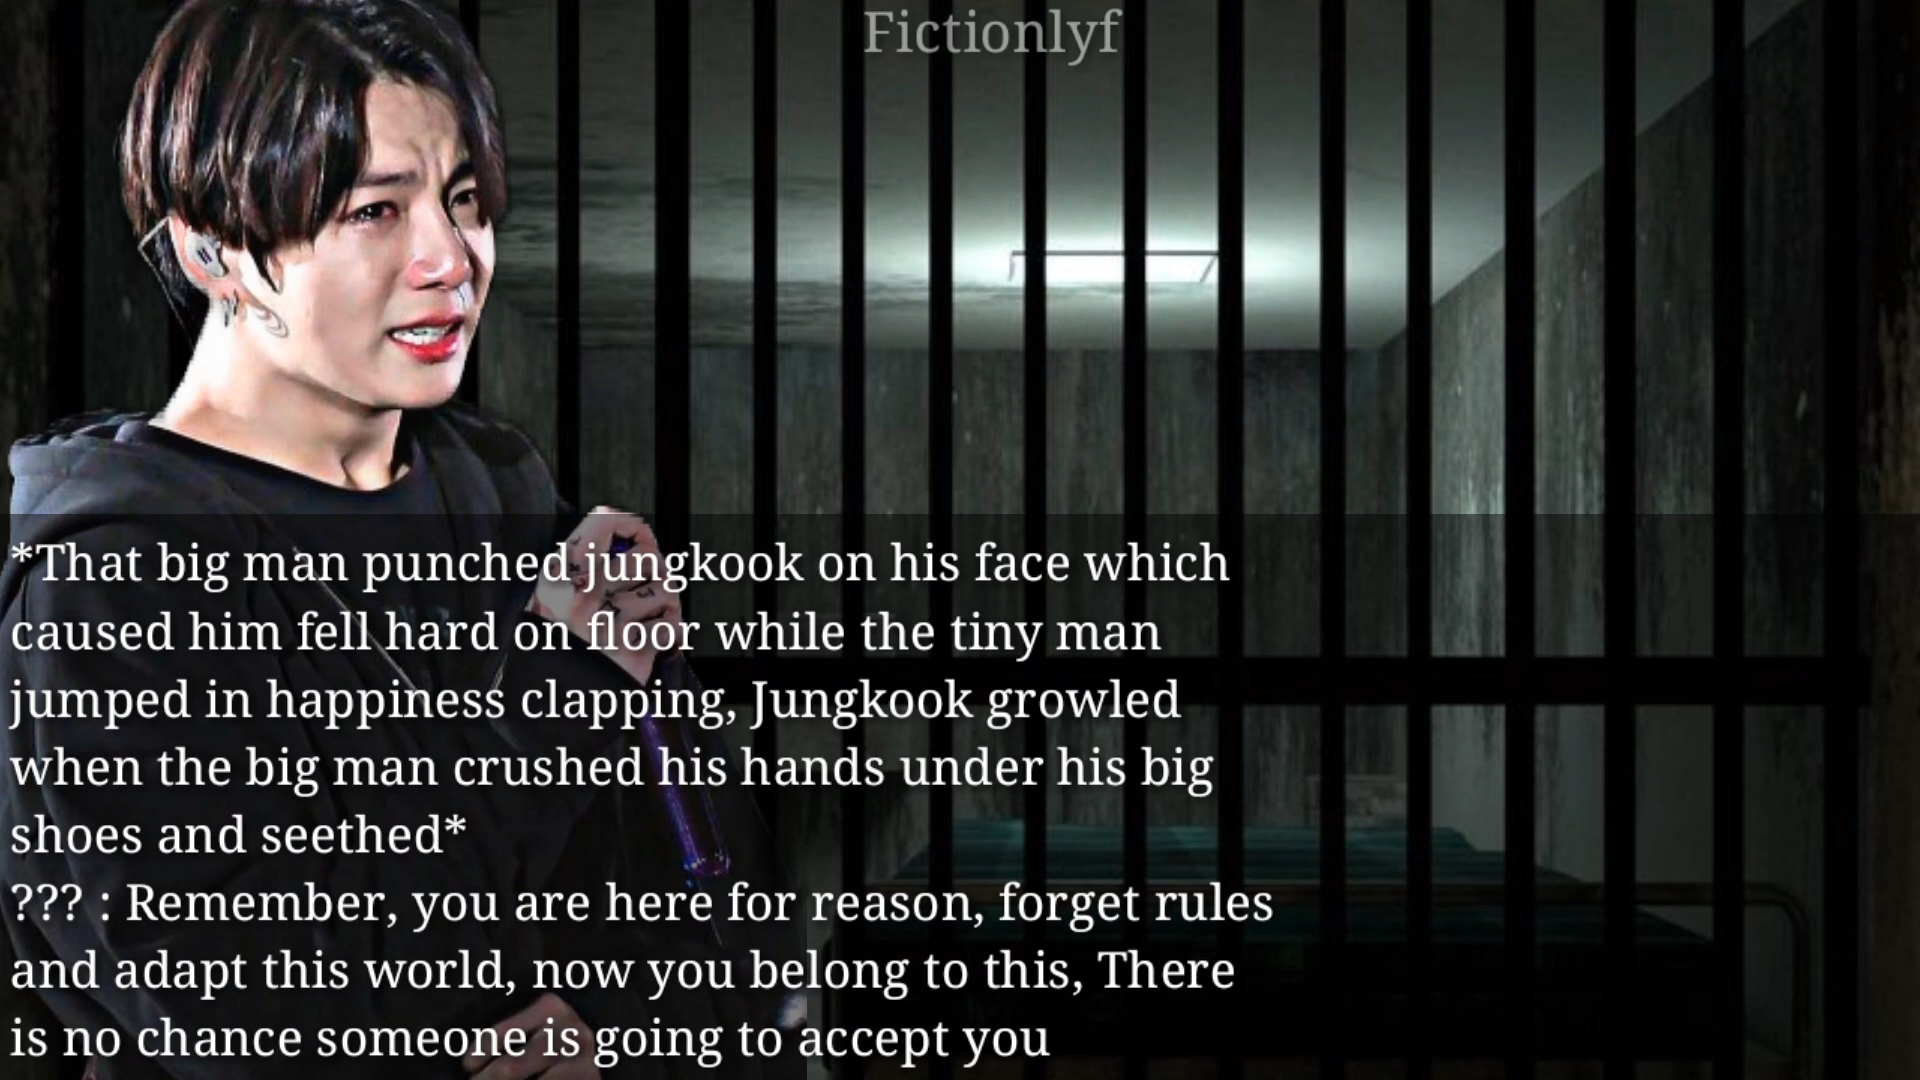 Fictionlyf
*That big man punched jungkook on his face which
caused him fell hard on floor while the tiny man
jumped in happiness clapping, Jungkook growled
when the big man crushed his hands under his big
shoes and seethed*
??? : Remember, you are here for reason, forget rules
and adapt this world, now you belong to this, There
is no chance someone is going to accept you